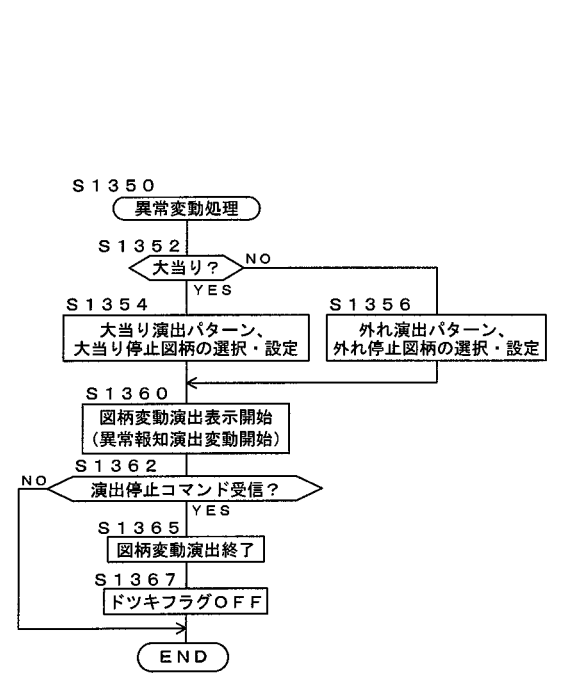 S1350
異常変動処理
S1352
大当り?
NO
YES
S1354
大当り演出パターン、
大当り停止図柄の選択・設定
S1356
外れ演出パターン、
外れ停止図柄の選択・設定
S1360
図柄変動演出表示開始
(異常報知演出変動開始)
S1362
NO
演出停止コマンド受信?
YES
S1365
図柄変動演出終了
S1367
ドツキフラグOFF
END